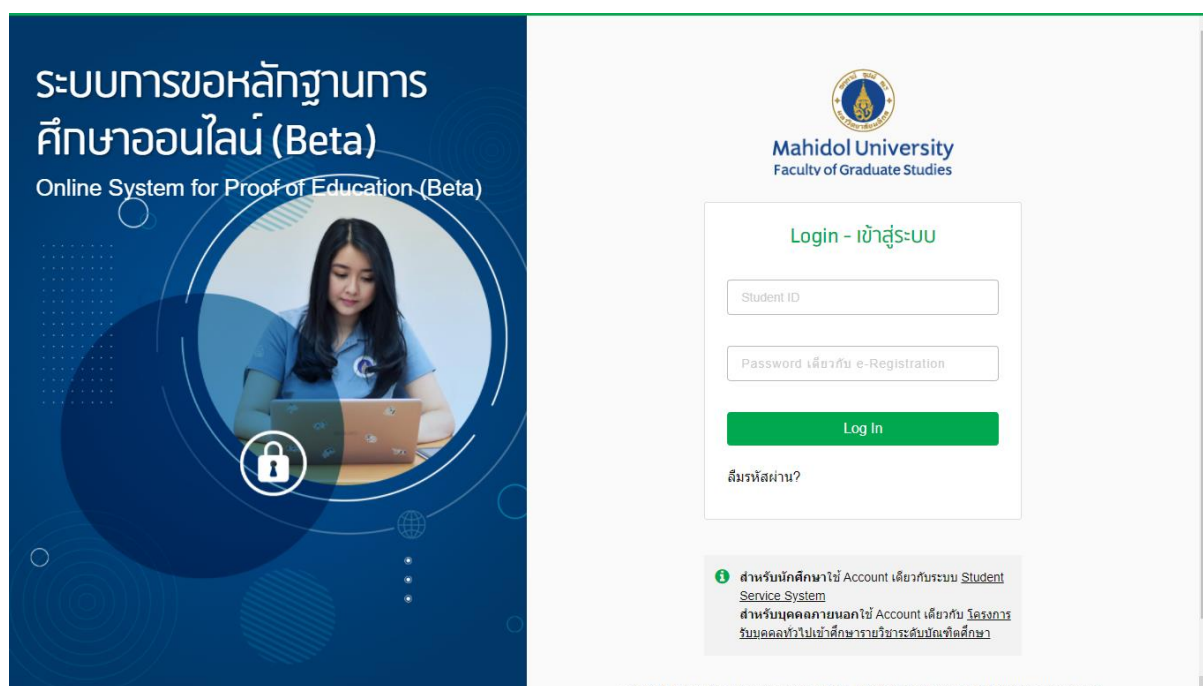 ระบบการขอหลักฐานการ
ศึกษาออนไลน์ (Beta)
Online System for Proof of Education (Beta)
Mahidol University
Faculty of Graduate Studies
Login - เข้าสู่ระบบ
Student ID
Password เดียวกับ e-Registration
Log In
ลืมรหัสผ่าน?
สำหรับนักศึกษาใช้ Account เดียวกับระบบ Student
Service System
สำหรับบุคคลภายนอกใช้ Account เดียวกับ โครงการ
รับบุคคลทั่วไปเข้าศึกษารายวิชาระดับบัณฑิตศึกษา